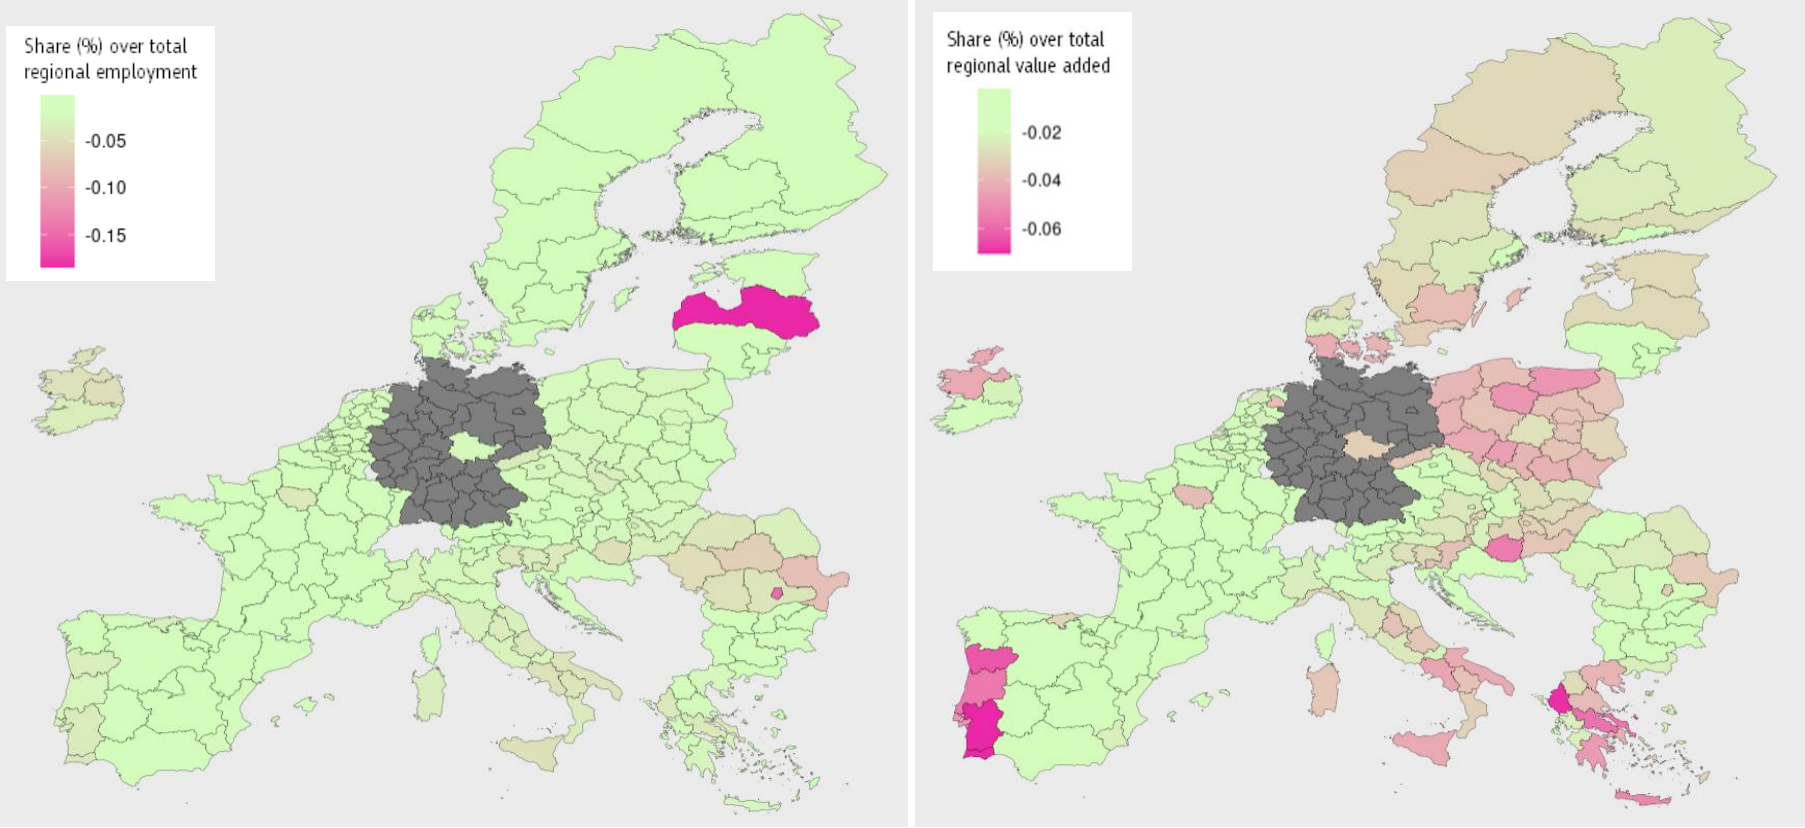 Share (%) over total
regional employment
-0.05
-0.10
-0.15
Share (%) over total
regional value added
-0.02
-0.04
-0.06